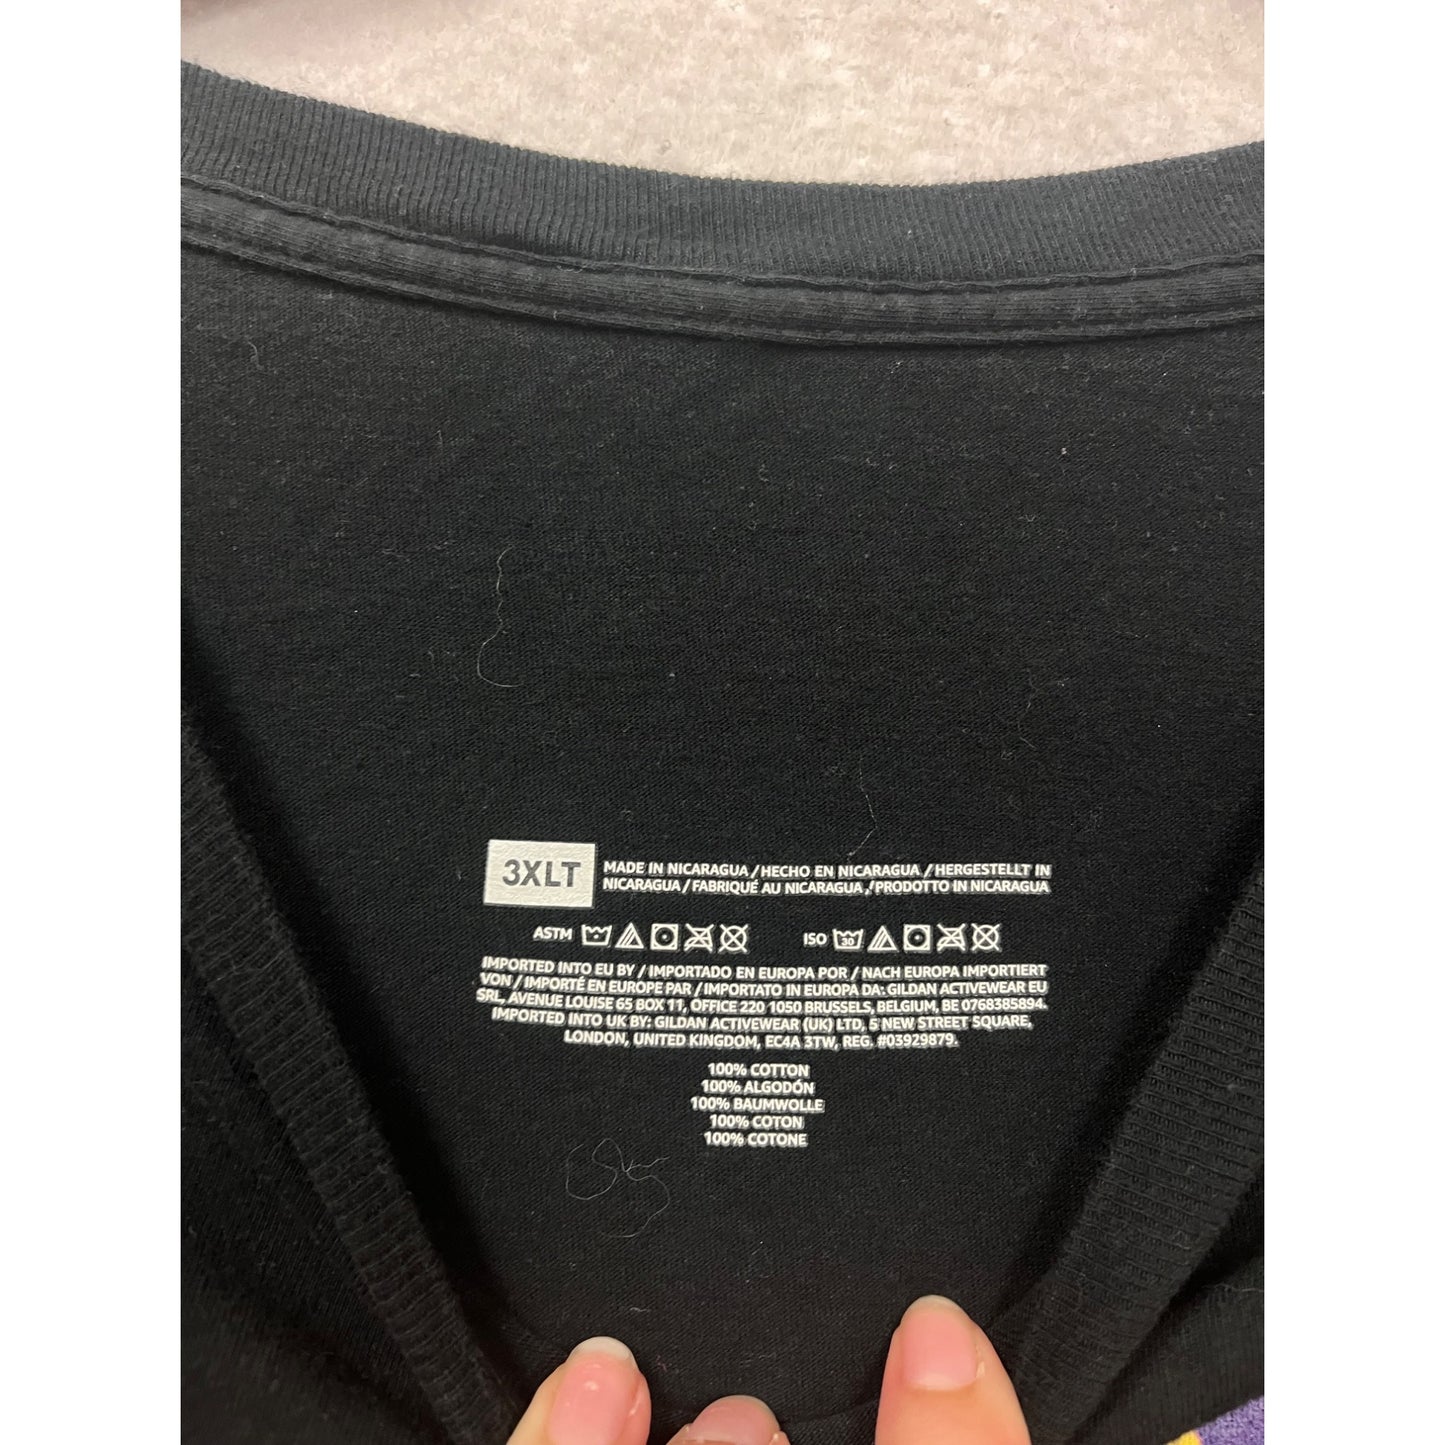 3XLT
MADE IN NICARAGUA / HECHO EN NICARAGUA / HERGESTELLT IN
NICARAGUA / FABRIQUÉ AU NICARAGUA / PRODOTTO IN NICARAGUA
ASTM ISO 30
IMPORTED INTO EU BY / IMPORTADO EN EUROPA POR / NACH EUROPA IMPORTIERT
VON / IMPORTÉ EN EUROPE PAR / IMPORTATO IN EUROPA DA: GILDAN ACTIVEWEAR EU
SRL, AVENUE LOUISE 65 BOX 11, OFFICE 220 1050 BRUSSELS, BELGIUM, BE 0768385894.
IMPORTED INTO UK BY: GILDAN ACTIVEWEAR (UK) LTD, 5 NEW STREET SQUARE,
LONDON, UNITED KINGDOM, EC4A 3TW, REG. #03929879.
100% COTTON
100% ALGODÓN
100% BAUMWOLLE
100% COTON
100% COTONE